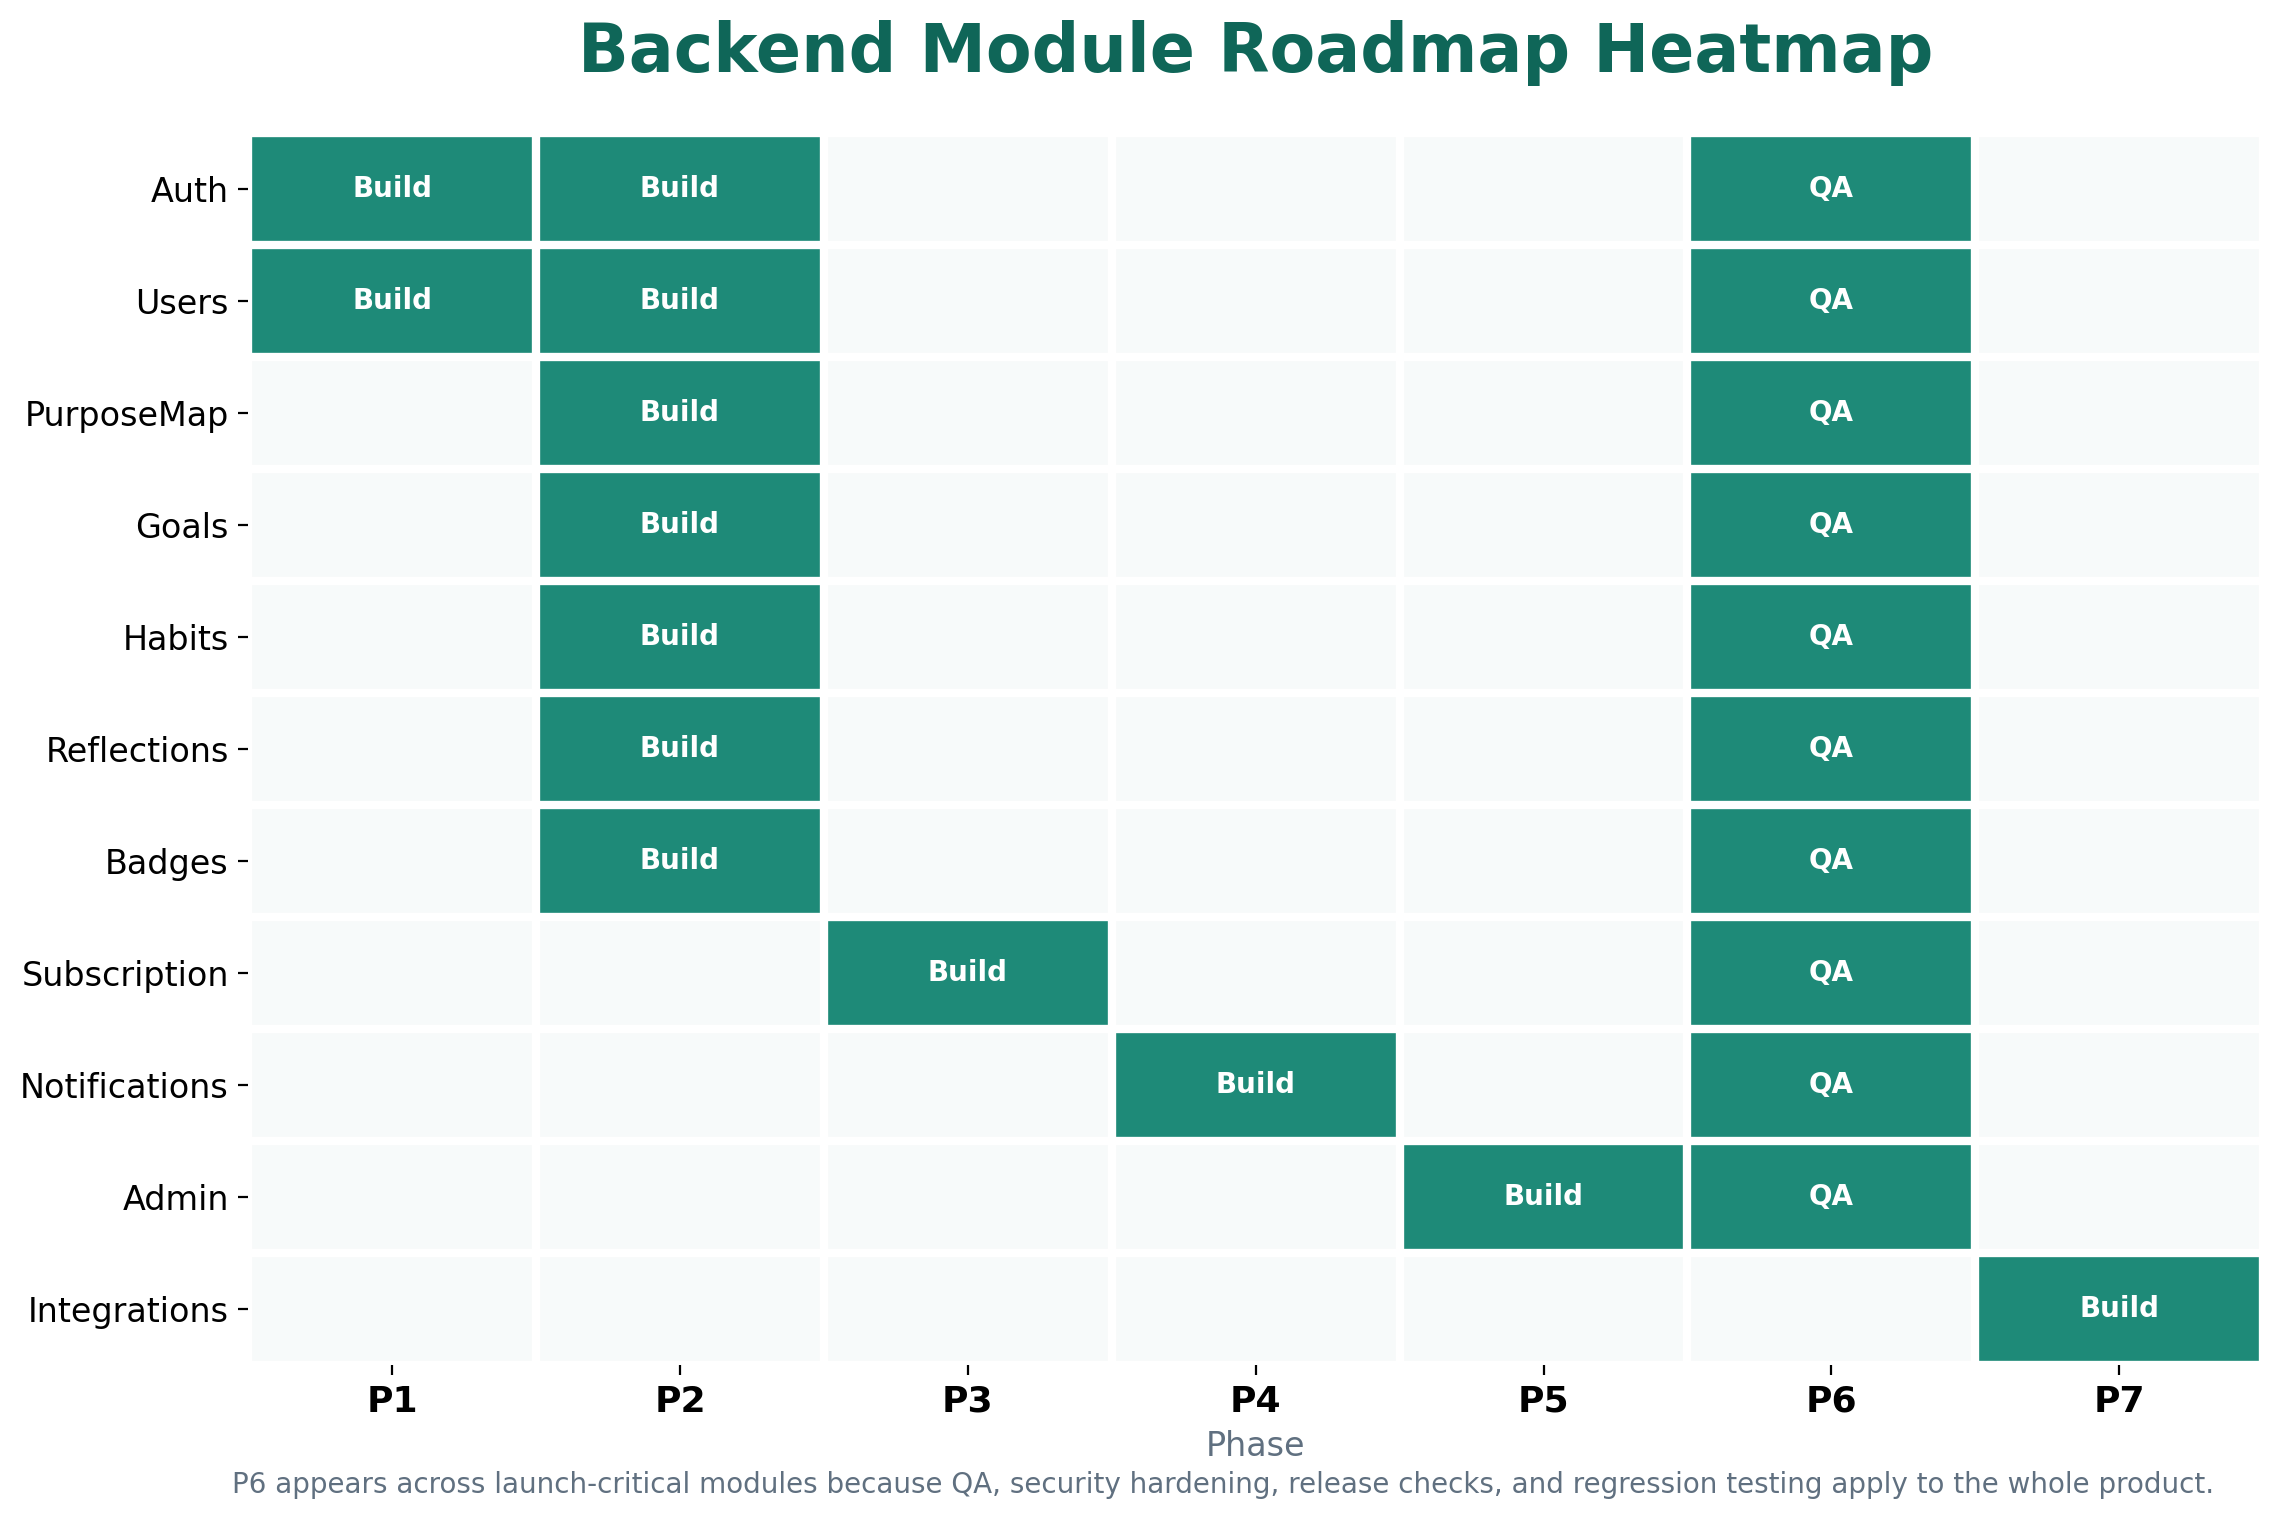 Backend Module Roadmap Heatmap
Auth Build Build QA
Users Build Build QA
PurposeMap Build QA
Goals Build QA
Habits Build QA
Reflections Build QA
Badges Build QA
Subscription Build QA
Notifications Build QA
Admin Build QA
Integrations Build
P1 P2 P3 P4 P5 P6 P7
Phase
P6 appears across launch-critical modules because QA, security hardening, release checks, and regression testing apply to the whole product.